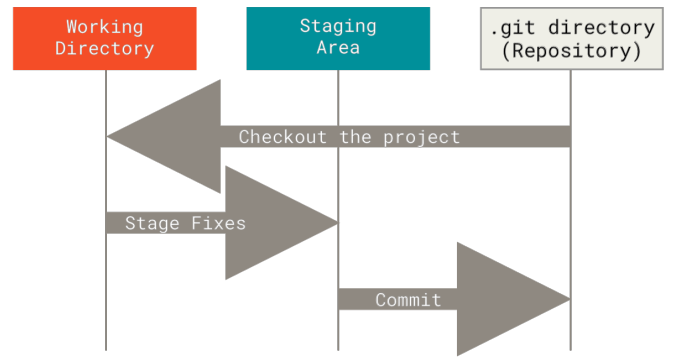 Working
Directory
Staging
Area
.git directory
(Repository)
Checkout the project
Stage Fixes
Commit